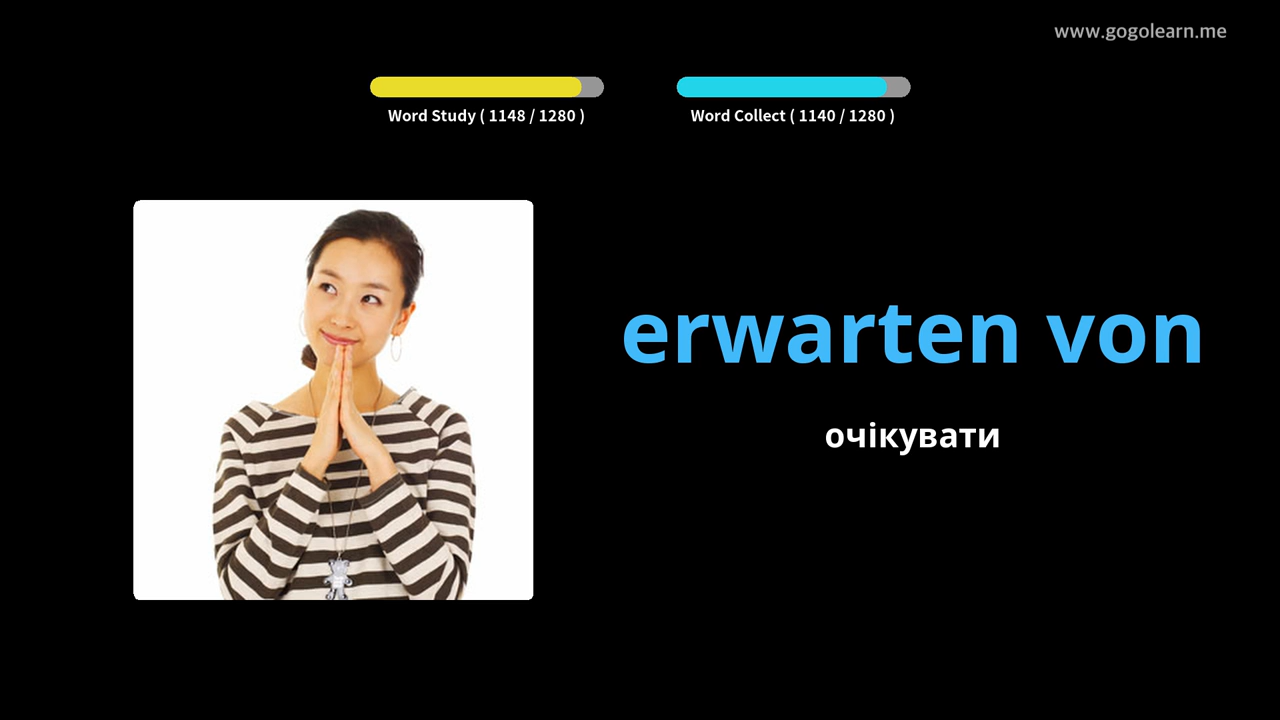 www.gogolearn.me
Word Study ( 1148 / 1280 )
Word Collect ( 1140 / 1280 )
erwarten von
очікувати